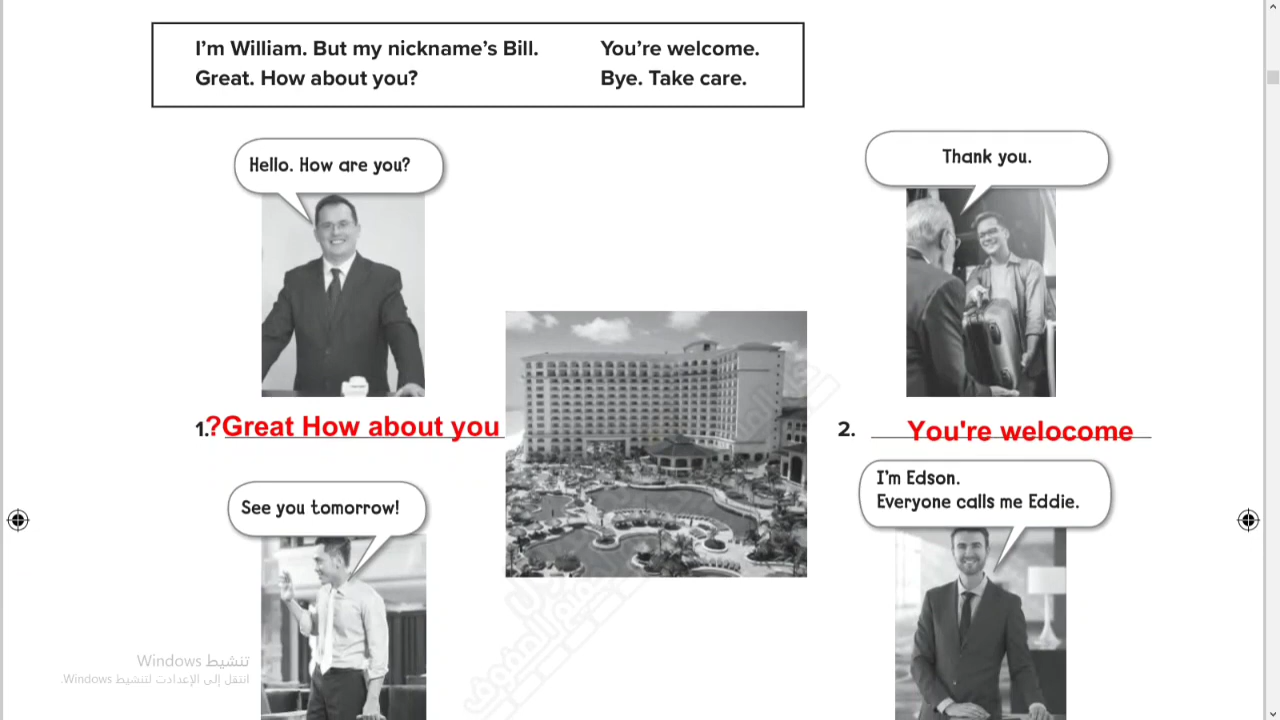 I'm William. But my nickname's Bill.
Great. How about you?
You're welcome.
Bye. Take care.
Hello. How are you?
Thank you.
1.?Great How about you
2. You're welocome
See you tomorrow!
I'm Edson.
Everyone calls me Eddie.
تنشيط Windows
انتقل إلى الإعدادات لتنشيط Windows.